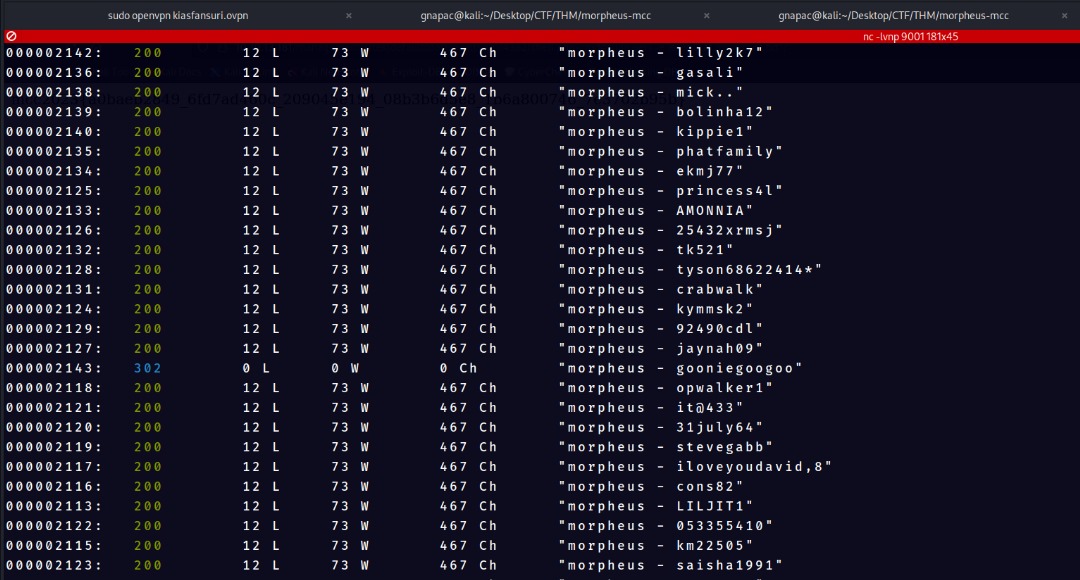 sudo openvpn kiasfansuri.ovpn × gnapac@kali:~/Desktop/CTF/THM/morpheus-mcc × gnapac@kali:~/Desktop/CTF/THM/morpheus-mcc ×
nc -lvnp 9001 181x45
000002142: 200 12 L 73 W 467 Ch "morpheus - lilly2k7"
000002136: 200 12 L 73 W 467 Ch "morpheus - gasali"
000002138: 200 12 L 73 W 467 Ch "morpheus - mick.."
000002139: 200 12 L 73 W 467 Ch "morpheus - bolinha12"
000002140: 200 12 L 73 W 467 Ch "morpheus - kippie1"
000002135: 200 12 L 73 W 467 Ch "morpheus - phatfamily"
000002134: 200 12 L 73 W 467 Ch "morpheus - ekmj77"
000002125: 200 12 L 73 W 467 Ch "morpheus - princess4l"
000002133: 200 12 L 73 W 467 Ch "morpheus - AMONNIA"
000002126: 200 12 L 73 W 467 Ch "morpheus - 25432xrmsj"
000002132: 200 12 L 73 W 467 Ch "morpheus - tk521"
000002128: 200 12 L 73 W 467 Ch "morpheus - tyson68622414*"
000002131: 200 12 L 73 W 467 Ch "morpheus - crabwalk"
000002124: 200 12 L 73 W 467 Ch "morpheus - kymmsk2"
000002129: 200 12 L 73 W 467 Ch "morpheus - 92490cdl"
000002127: 200 12 L 73 W 467 Ch "morpheus - jaynah09"
000002143: 302 0 L 0 W 0 Ch "morpheus - gooniegoogoo"
000002118: 200 12 L 73 W 467 Ch "morpheus - opwalker1"
000002121: 200 12 L 73 W 467 Ch "morpheus - it@433"
000002120: 200 12 L 73 W 467 Ch "morpheus - 31july64"
000002119: 200 12 L 73 W 467 Ch "morpheus - stevegabb"
000002117: 200 12 L 73 W 467 Ch "morpheus - iloveyoudavid,8"
000002116: 200 12 L 73 W 467 Ch "morpheus - cons82"
000002113: 200 12 L 73 W 467 Ch "morpheus - LILJIT1"
000002122: 200 12 L 73 W 467 Ch "morpheus - 053355410"
000002115: 200 12 L 73 W 467 Ch "morpheus - km22505"
000002123: 200 12 L 73 W 467 Ch "morpheus - saisha1991"